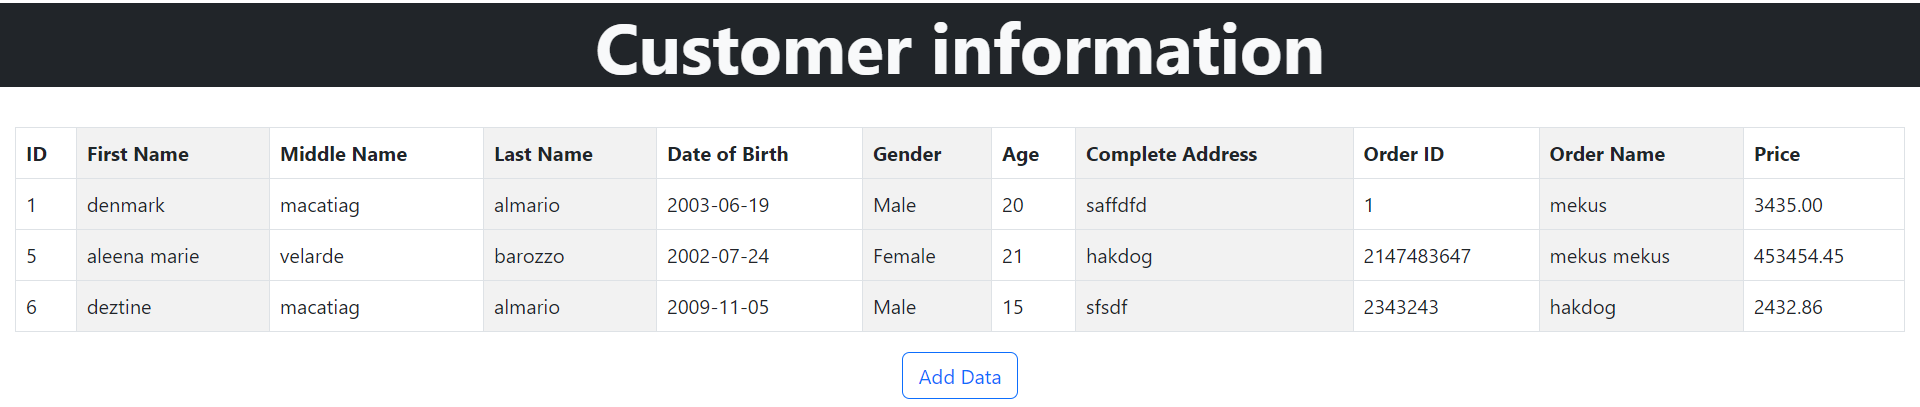 Customer information
ID First Name Middle Name Last Name Date of Birth Gender Age Complete Address Order ID Order Name Price
1 denmark macatiag almario 2003-06-19 Male 20 saffdfd 1 mekus 3435.00
5 aleena marie velarde barozzo 2002-07-24 Female 21 hakdog 2147483647 mekus mekus 453454.45
6 deztine macatiag almario 2009-11-05 Male 15 sfsdf 2343243 hakdog 2432.86
Add Data